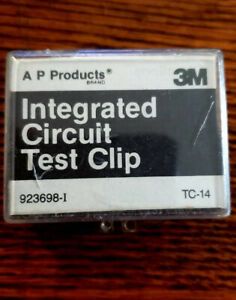 A P Products®
BRAND
3M
Integrated
Circuit
Test Clip
923698-I
TC-14